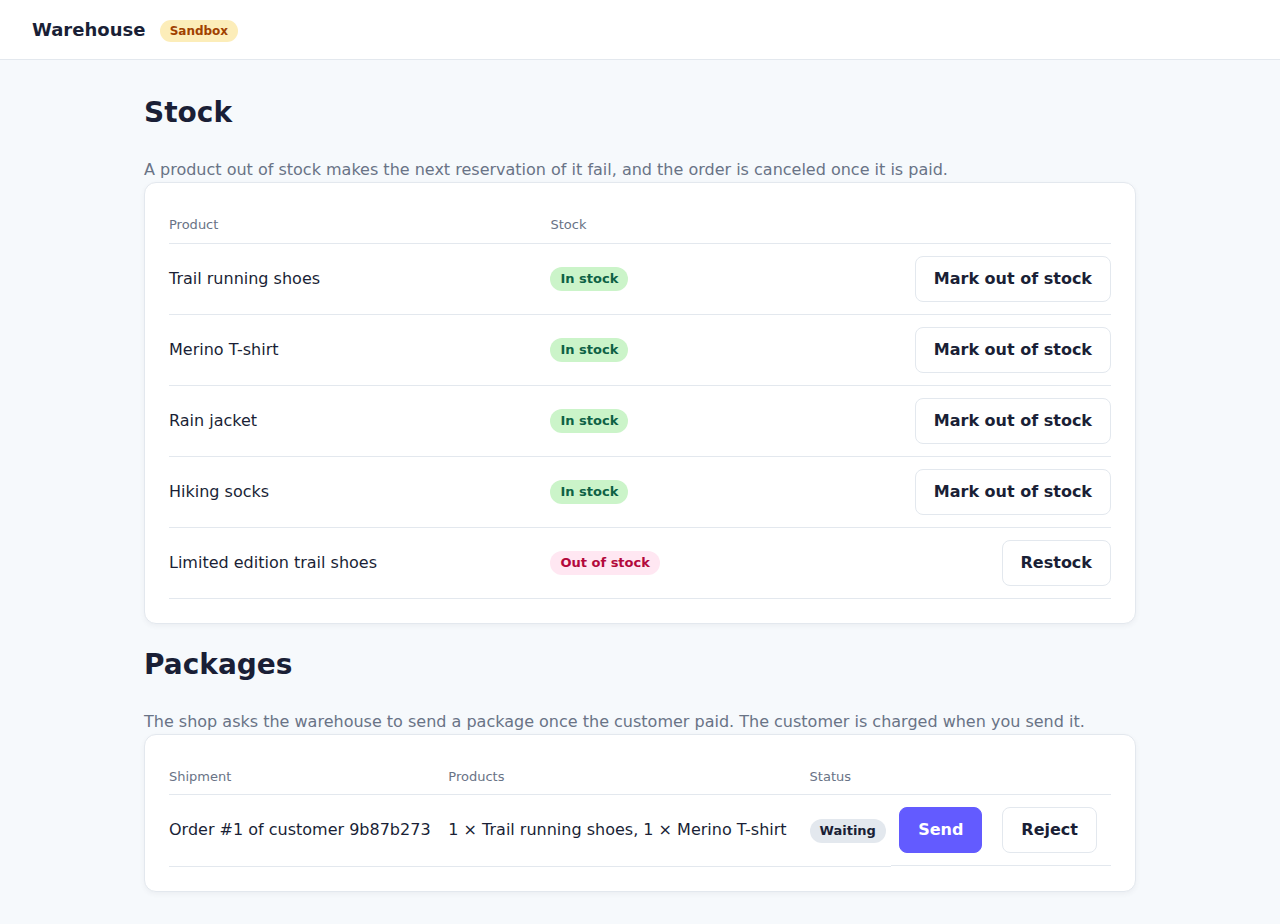 Warehouse Sandbox
Stock
A product out of stock makes the next reservation of it fail, and the order is canceled once it is paid.
Product Stock
Trail running shoes In stock Mark out of stock
Merino T-shirt In stock Mark out of stock
Rain jacket In stock Mark out of stock
Hiking socks In stock Mark out of stock
Limited edition trail shoes Out of stock Restock
Packages
The shop asks the warehouse to send a package once the customer paid. The customer is charged when you send it.
Shipment Products Status
Order #1 of customer 9b87b273 1 × Trail running shoes, 1 × Merino T-shirt Waiting Send Reject